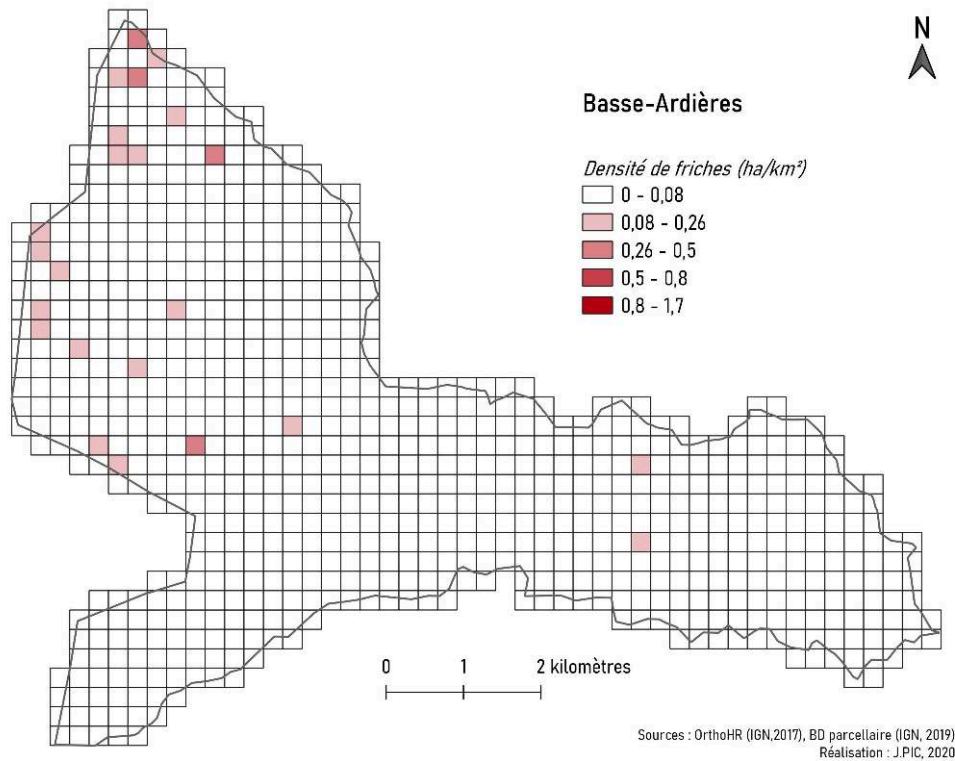 N
Basse-Ardières
Densité de friches (ha/km²)
0 - 0,08
0,08 - 0,26
0,26 - 0,5
0,5 - 0,8
0,8 - 1,7
0 1 2 kilomètres
Sources : OrthoHR (IGN,2017), BD parcellaire (IGN, 2019)
Réalisation : J.PIC, 2020